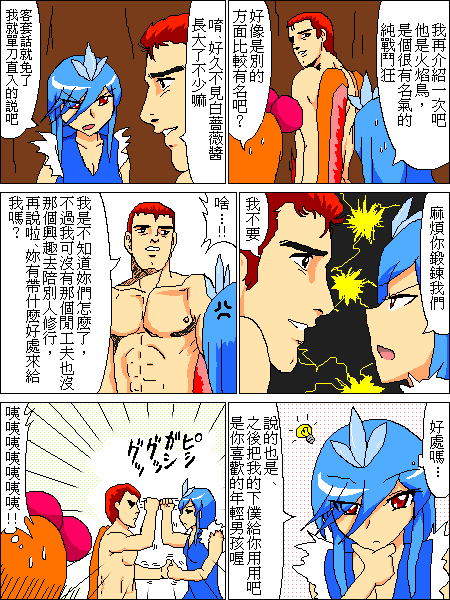 我再介紹一次吧
他是火焰鳥，
是個很有名氣的
純戰鬥狂
好像是別的
方面比較有名吧？
唷、好久不見白薔薇醬
長大了不少嘛
客套話就免了
我就單刀直入的說吧
麻煩你鍛鍊我們
我不要
啥…!!
我是不知道妳們怎麼了，
不過我可沒有那個閒工夫也沒
那個興趣去陪別人修行，
再說啦、妳有帶什麼好處來給
我嗎？
好處嗎…
說的也是、
之後把我的下僕給你用用吧
是你喜歡的年輕男孩喔
ピシッ
ガシッ
グッ
グッ
咦咦咦咦咦咦咦!!